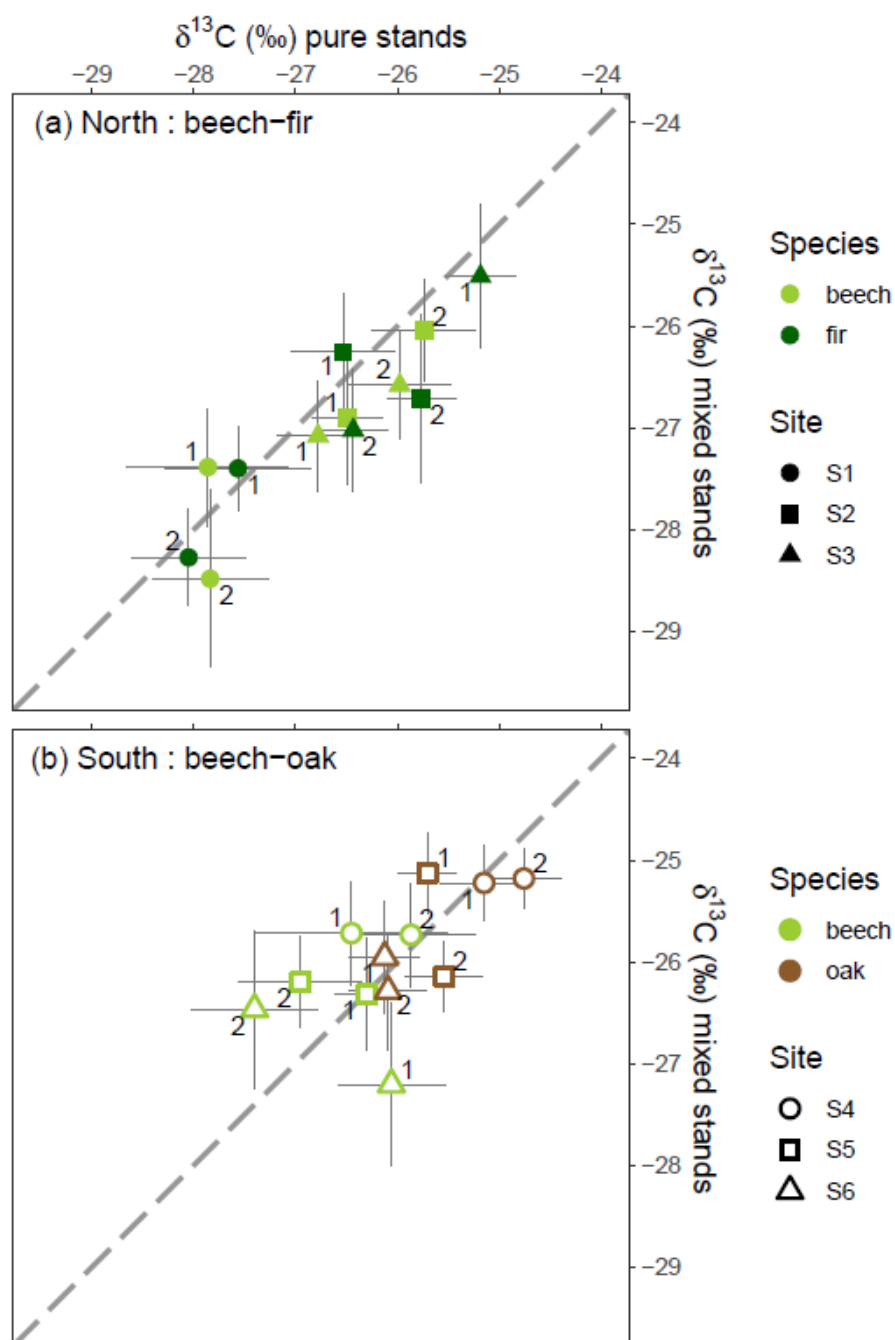 δ13C (‰) pure stands
−29 −28 −27 −26 −25 −24
(a) North : beech−fir
−24
−25
−26
−27
−28
−29
δ13C (‰) mixed stands
1
2
1
2
2
1
1
2
1
2
1
2
Species
beech
fir
Site
S1
S2
S3
(b) South : beech−oak
−24
−25
−26
−27
−28
−29
δ13C (‰) mixed stands
1
2
1
1
2
1
2
2
1
2
2
1
Species
beech
oak
Site
S4
S5
S6